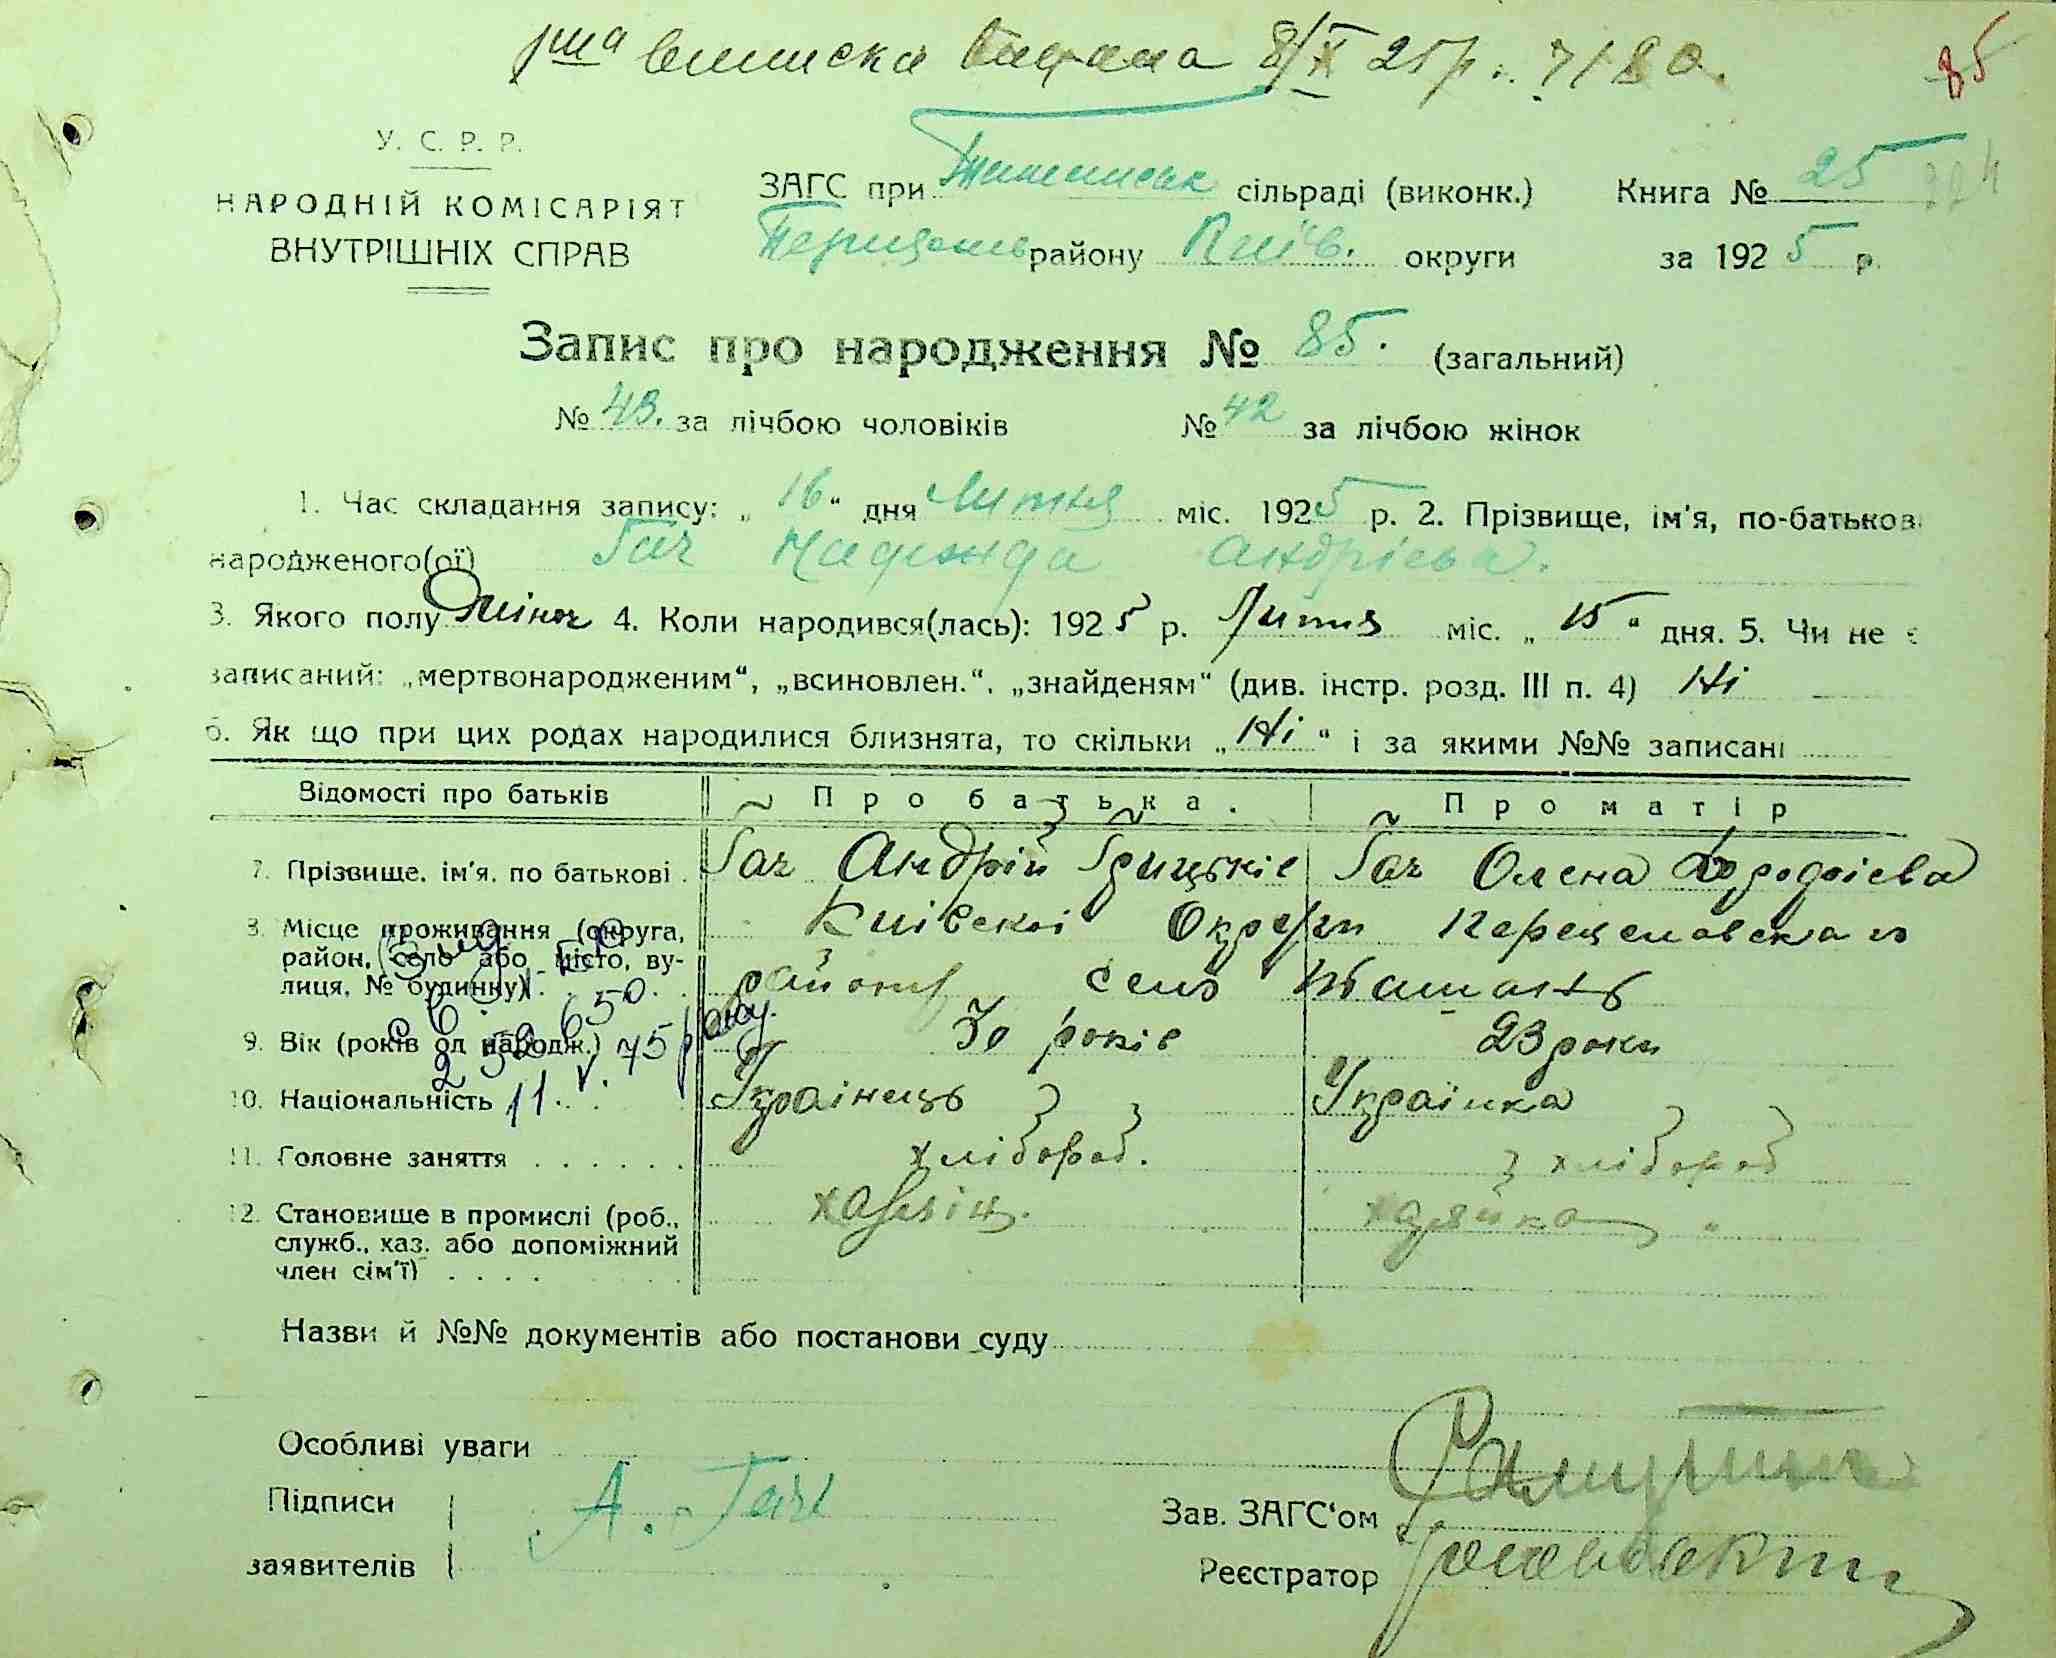 виписка видана 8/X 25 р. 7180.
85
У. С. Р. Р.
НАРОДНІЙ КОМІСАРІЯТ
ВНУТРІШНІХ СПРАВ
ЗАГС при сільраді (виконк.) Книга № 25
району Київ. округи за 1925 р.
Запис про народження № 85. (загальний)
№ 43. за лічбою чоловіків № 42 за лічбою жінок
1. Час складання запису: „16“ дня Липня міс. 1925 р. 2. Прізвище, ім'я, по-батьков
народженого(ої) Гач Надежда Андрієва.
3. Якого полу жіноч 4. Коли народився(лась): 1925 р. Липня міс. „15“ дня. 5. Чи не є
записаний: „мертвонародженим“, „всиновлен.“, „знайденям“ (див. інстр. розд. III п. 4) Ні
6. Як що при цих родах народилися близнята, то скільки „Ні“ і за якими №№ записані
Відомості про батьків Про батька. Про матір
7. Прізвище, ім'я, по батькові. Гач Андрій Грицьків Гач Олена
8. Місце проживання (округа, Київскої Округи
район, село або місто, ву- району село
лиця, № будинку)
9. Вік (років од народж.) 30 років 23 роки
10. Національність Українець Українка
11. Головне заняття . . . . . . хлібороб. хлібороб
12. Становище в промислі (роб., хазяін. хазяйка
служб., хаз. або допоміжний
член сім'ї) . . . .
Назви й №№ документів або постанови суду
Особливі уваги
Підписи А. Гач
Зав. ЗАГС‘ом
заявителів
Реєстратор